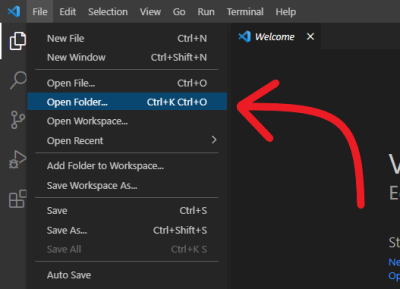 File Edit Selection View Go Run Terminal Help
Welcome
New File Ctrl+N
New Window Ctrl+Shift+N
Open File... Ctrl+O
Open Folder... Ctrl+K Ctrl+O
Open Workspace...
Open Recent
Add Folder to Workspace...
Save Workspace As...
Save Ctrl+S
Save As... Ctrl+Shift+S
Save All Ctrl+K S
Auto Save
V
E
St
Ne
Op